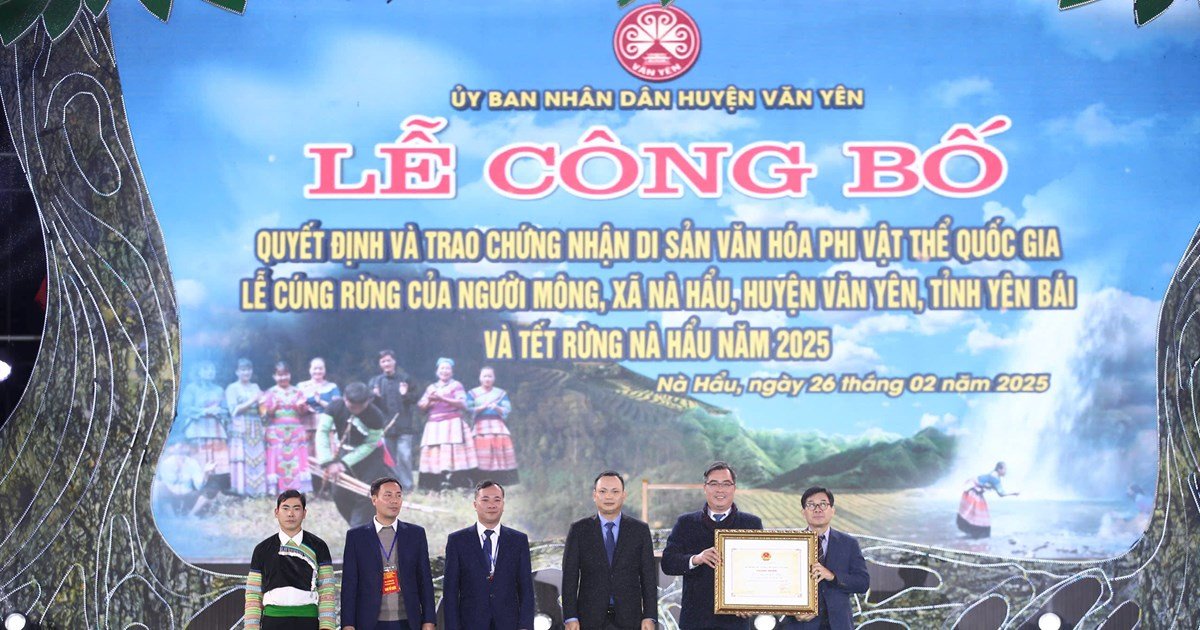 VĂN YÊN
ỦY BAN NHÂN DÂN HUYỆN VĂN YÊN
LỄ CÔNG BỐ
QUYẾT ĐỊNH VÀ TRAO CHỨNG NHẬN DI SẢN VĂN HÓA PHI VẬT THỂ QUỐC GIA
LỄ CÚNG RỪNG CỦA NGƯỜI MÔNG, XÃ NÀ HẨU, HUYỆN VĂN YÊN, TỈNH YÊN BÁI
VÀ TẾT RỪNG NÀ HẨU NĂM 2025
Nà Hẩu, ngày 26 tháng 02 năm 2025